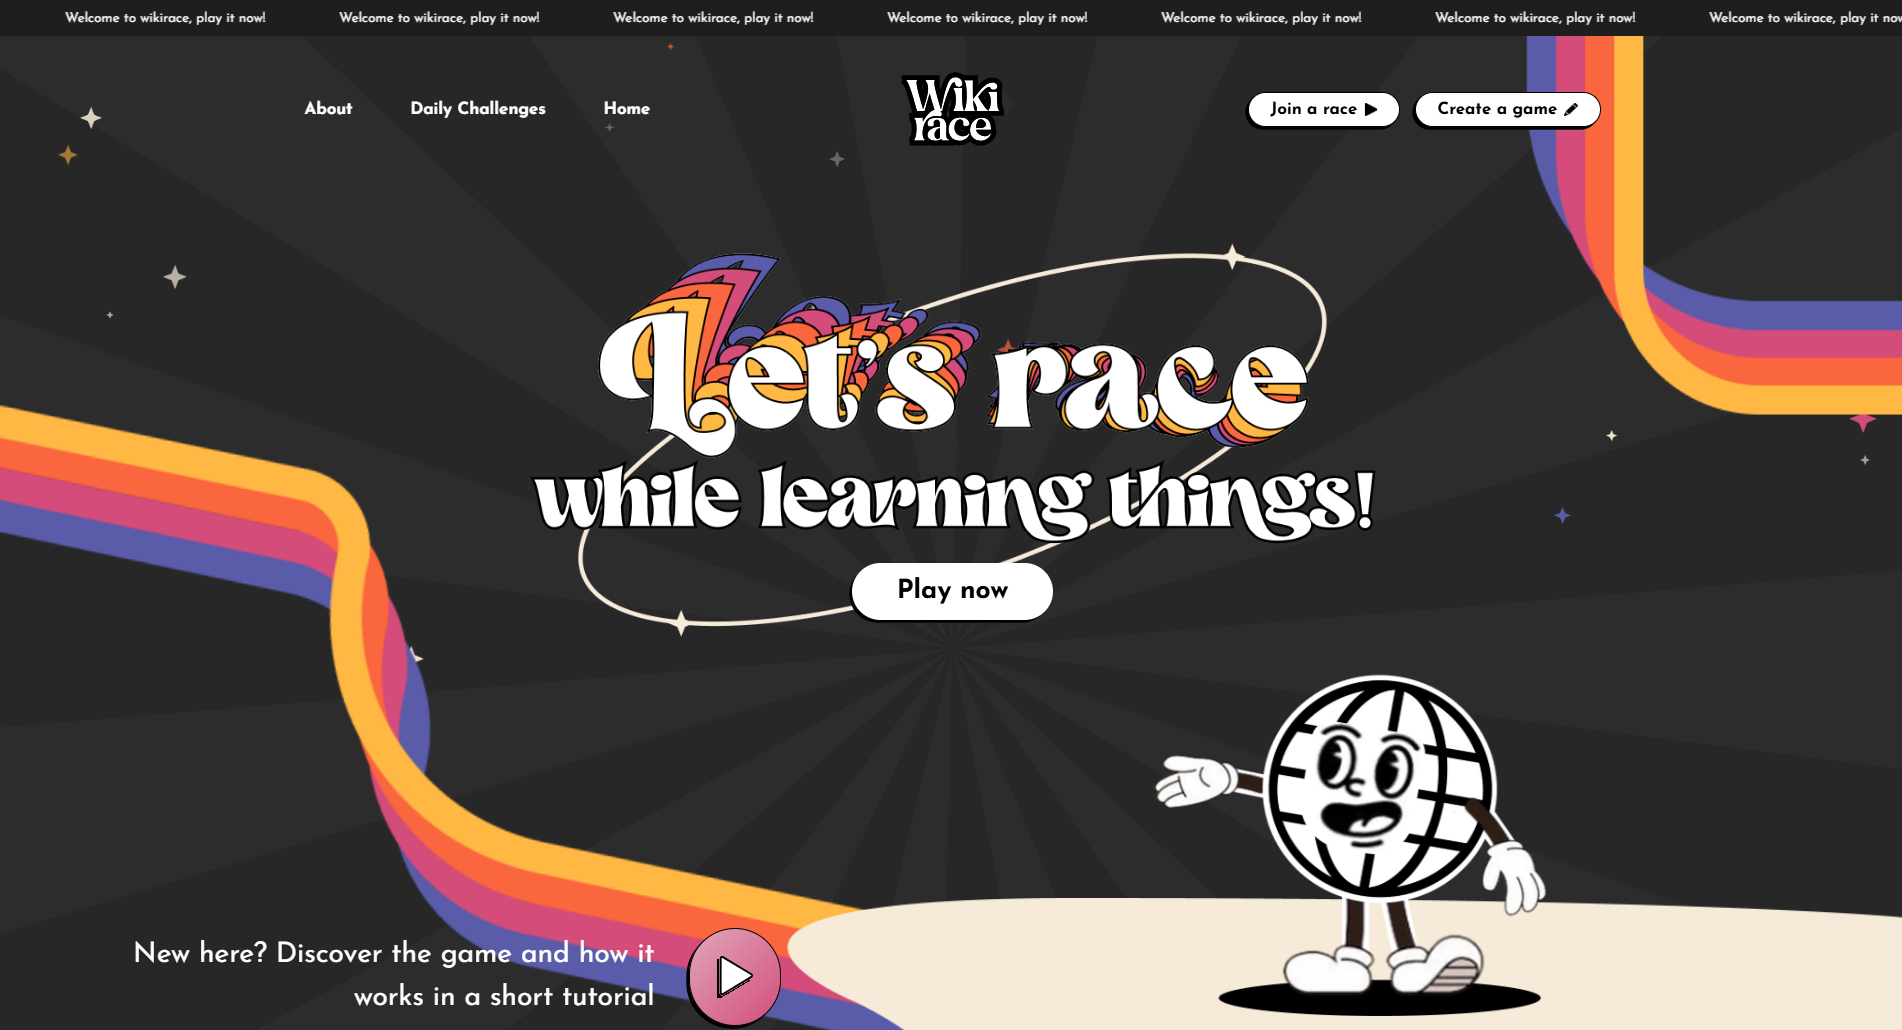 Welcome to wikirace, play it now! Welcome to wikirace, play it now! Welcome to wikirace, play it now! Welcome to wikirace, play it now! Welcome to wikirace, play it now! Welcome to wikirace, play it now! Welcome to wikirace, play it
About Daily Challenges Home
Wiki
race
Join a race Create a game
Let's race
while learning things!
Play now
New here? Discover the game and how it
works in a short tutorial